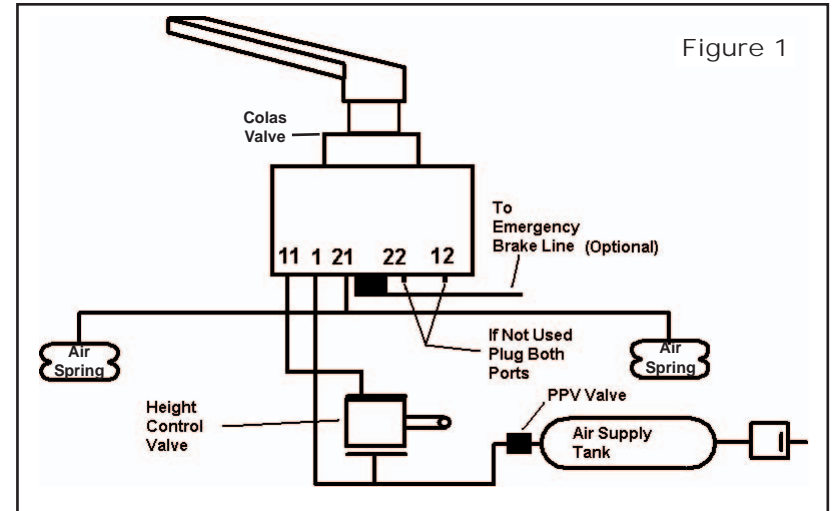 Figure 1
Colas
Valve
To
Emergency
Brake Line (Optional)
11 1 21 22 12
If Not Used
Plug Both
Ports
Air
Spring
Air
Spring
PPV Valve
Height
Control
Valve
Air Supply
Tank